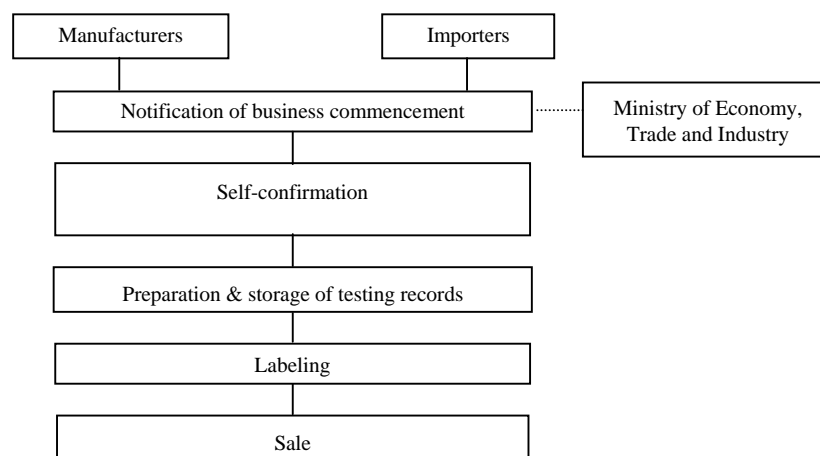 Manufacturers
Importers
Notification of business commencement
Ministry of Economy,
Trade and Industry
Self-confirmation
Preparation & storage of testing records
Labeling
Sale